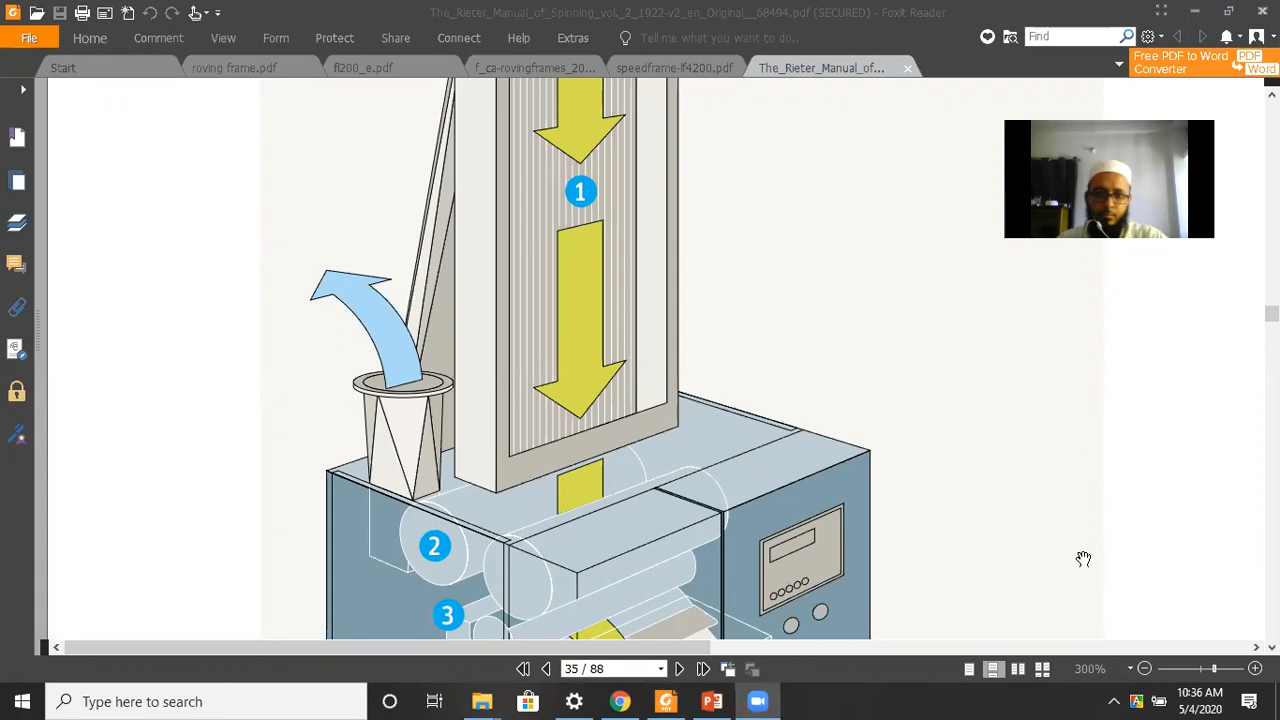 The_Rieter_Manual_of_Spinning_vol._2_1922-v2_en_Original__68494.pdf (SECURED) - Foxit Reader
File Home Comment View Form Protect Share Connect Help Extras Tell me what you want to do... Find
Free PDF to Word Converter PDF Word
Start roving frame.pdf fl200_e.pdf f_ca-rovingframes_20... speedframe-lf4200.pdf The_Rieter_Manual_of...
1
2
3
35 / 88 300%
Type here to search
10:36 AM
5/4/2020